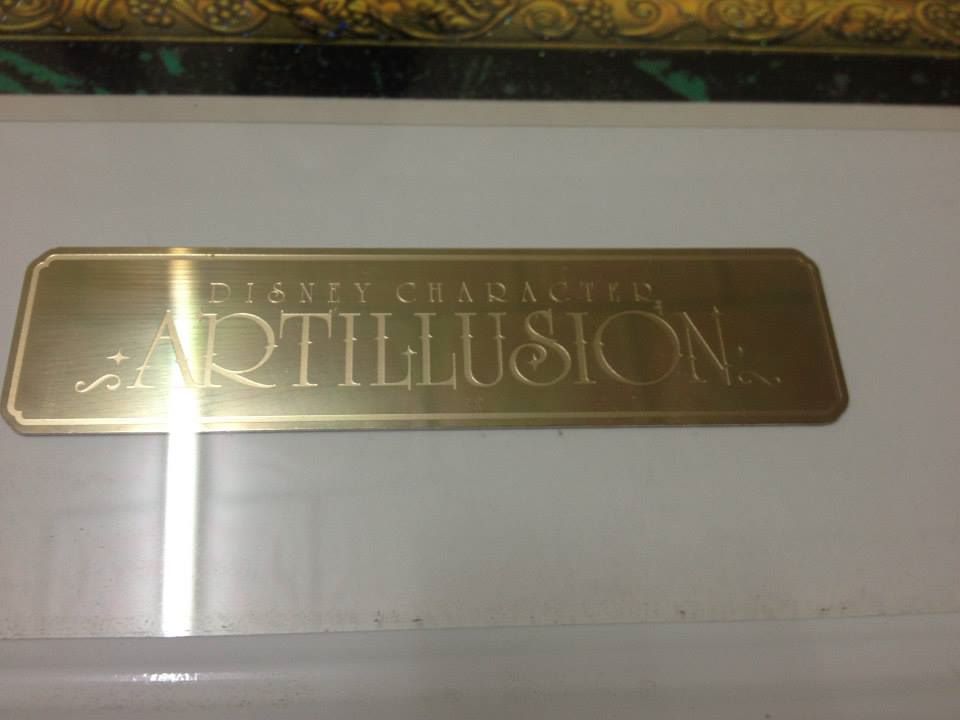 DISNEY CHARACTER
ARTILLUSION